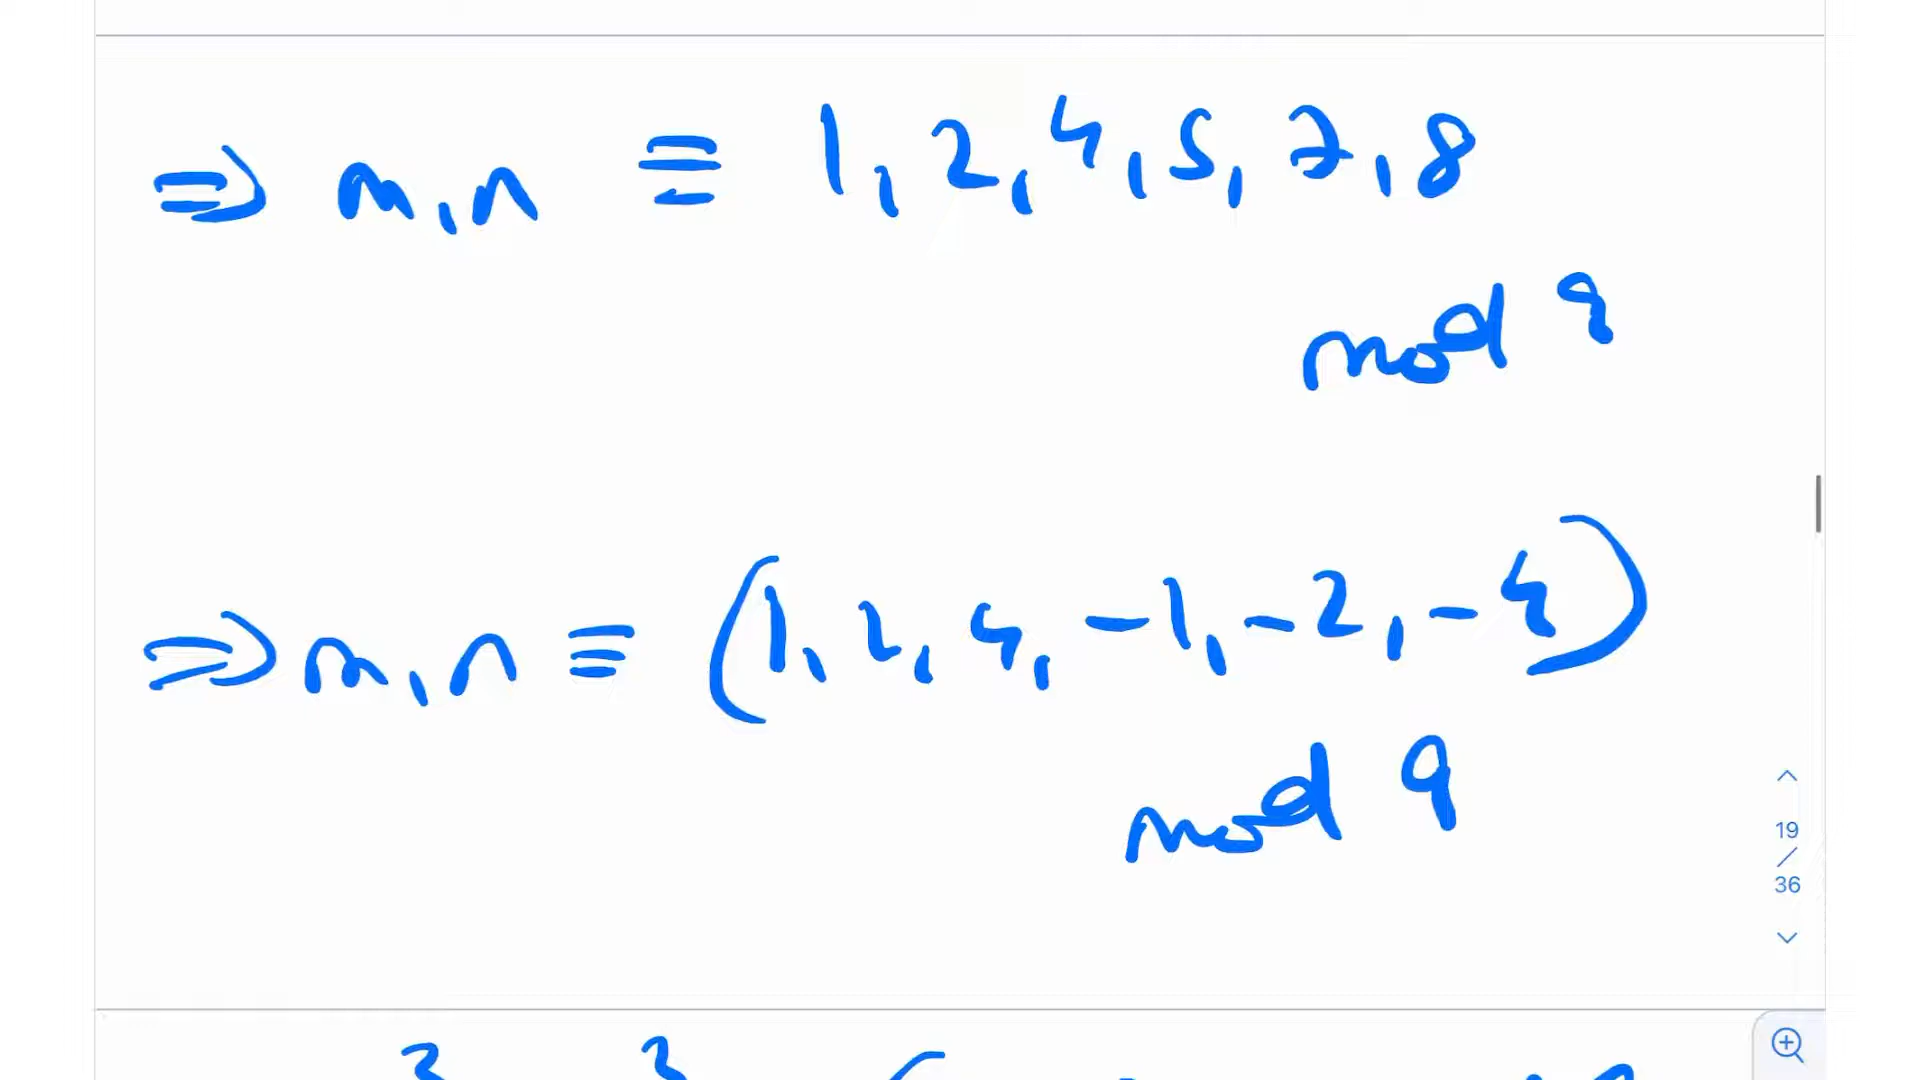 ⇒ m, n ≡ 1, 2, 4, 5, 7, 8
mod 9
⇒ m, n ≡ (1, 2, 4, -1, -2, -4)
mod 9
19
/
36